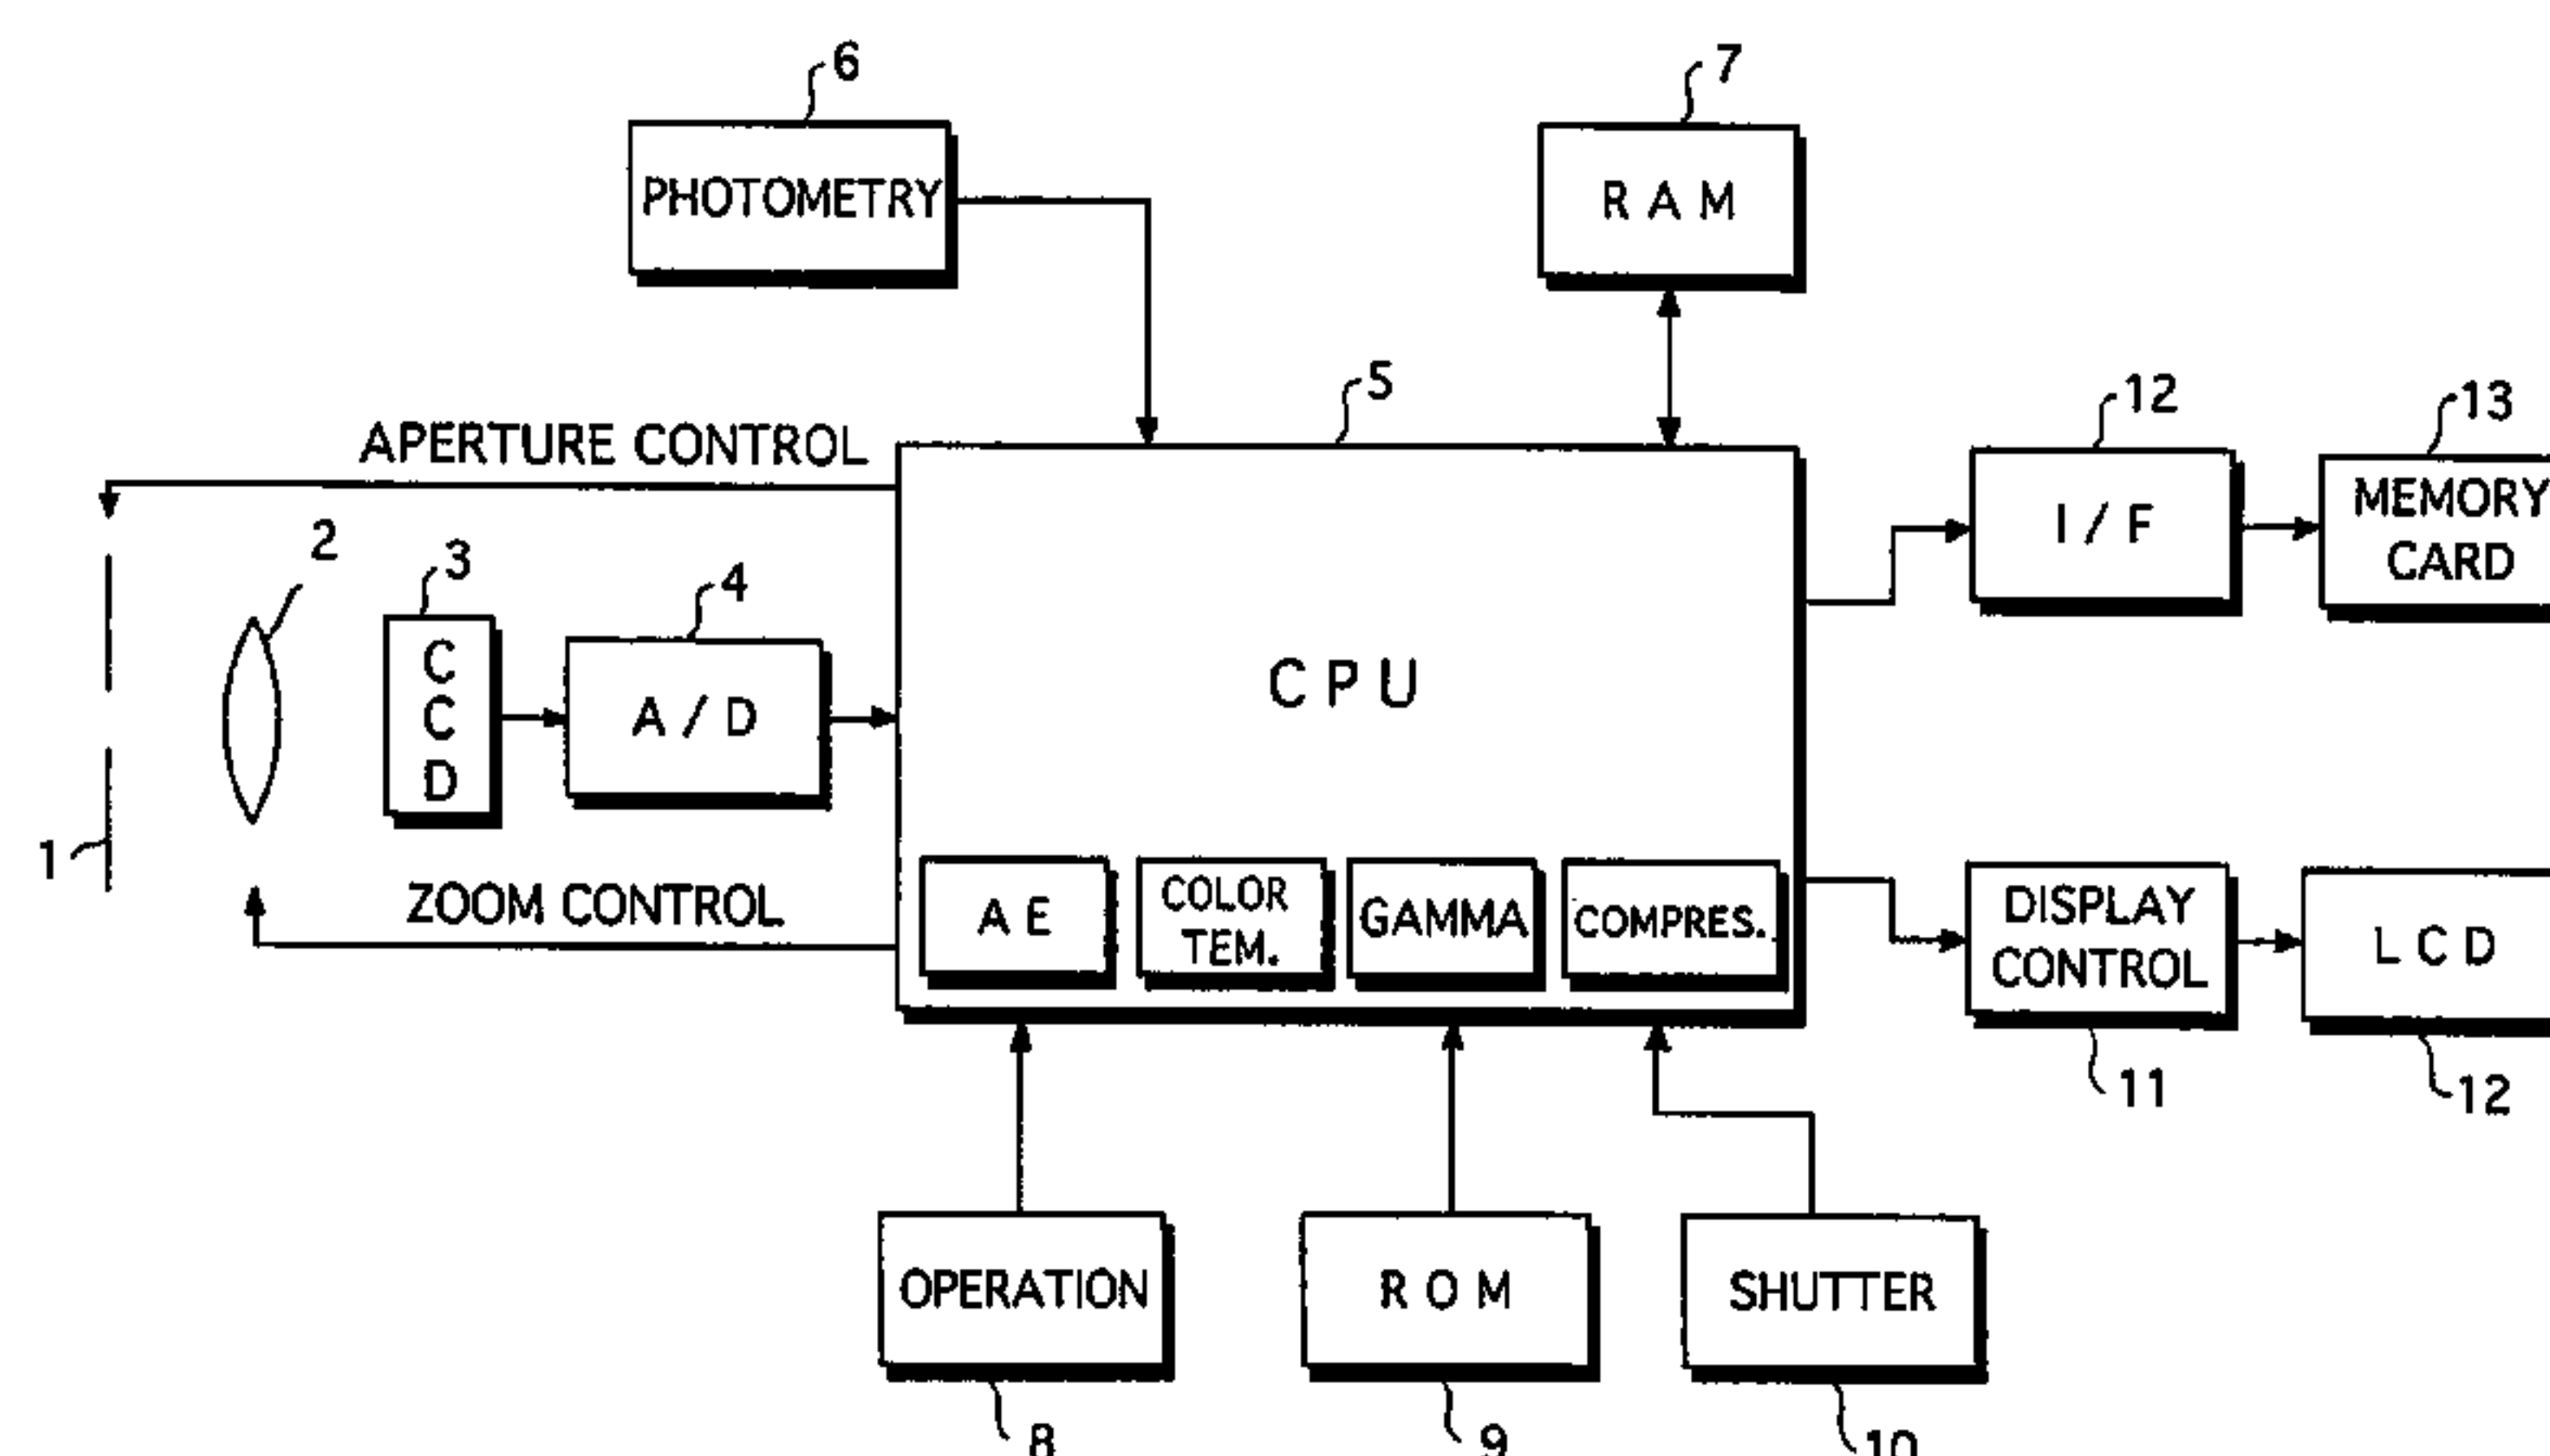 6
7
PHOTOMETRY
R A M
5
12
13
APERTURE CONTROL
MEMORY
CARD
I / F
2
3
4
C
C
D
A / D
C P U
1
ZOOM CONTROL
A E
COLOR
TEM.
GAMMA
COMPRES.
DISPLAY
CONTROL
L C D
11
12
OPERATION
R O M
SHUTTER
8
9
10